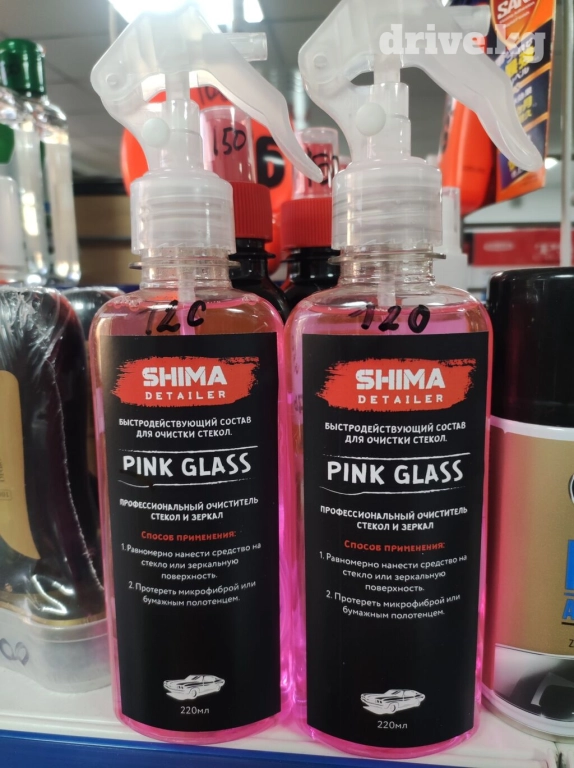 drive.kg
SAN
150
120
SHIMA
DETAILER
БЫСТРОДЕЙСТВУЮЩИЙ СОСТАВ
ДЛЯ ОЧИСТКИ СТЕКОЛ.
PINK GLASS
ПРОФЕССИОНАЛЬНЫЙ ОЧИСТИТЕЛЬ
СТЕКОЛ И ЗЕРКАЛ
СПОСОБ ПРИМЕНЕНИЯ:
1. Равномерно нанести средство на
стекло или зеркальную
поверхность.
2. Протереть микрофиброй или
бумажным полотенцем.
220мл
120
SHIMA
DETAILER
БЫСТРОДЕЙСТВУЮЩИЙ СОСТАВ
ДЛЯ ОЧИСТКИ СТЕКОЛ.
PINK GLASS
ПРОФЕССИОНАЛЬНЫЙ ОЧИСТИТЕЛЬ
СТЕКОЛ И ЗЕРКАЛ
СПОСОБ ПРИМЕНЕНИЯ:
1. Равномерно нанести средство на
стекло или зеркальную
поверхность.
2. Протереть микрофиброй или
бумажным полотенцем.
220мл